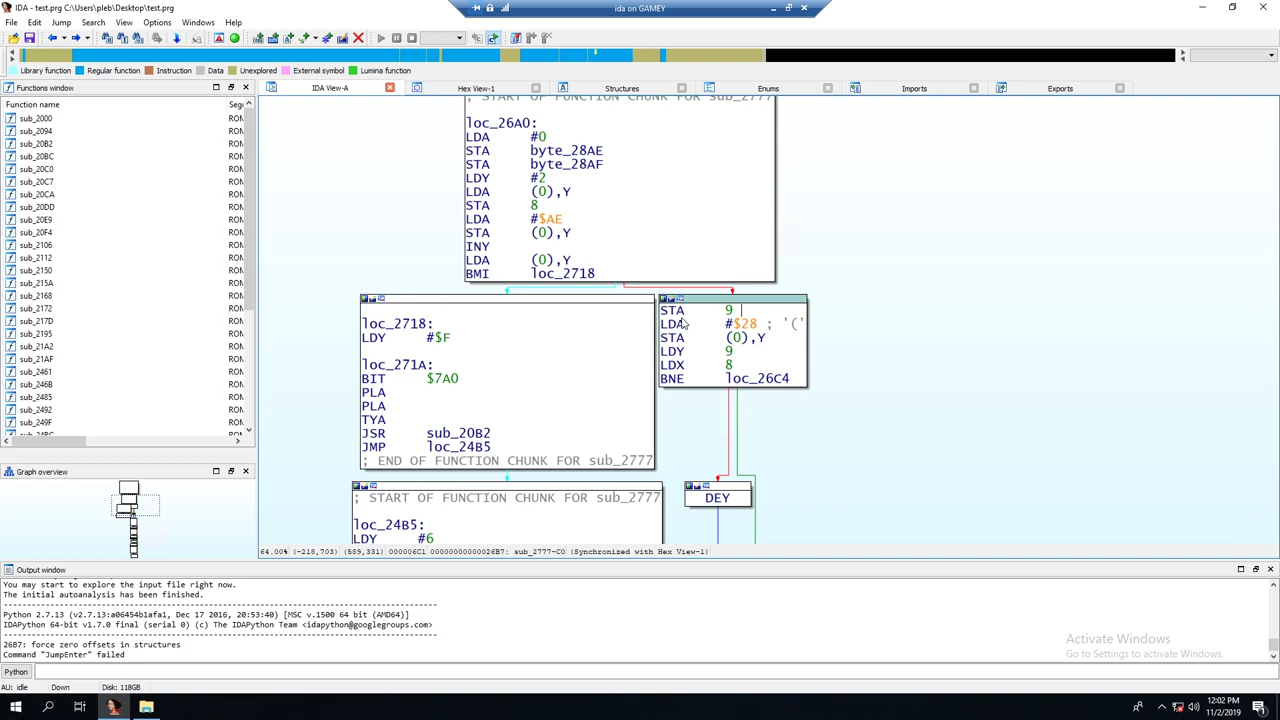 IDA - test.prg C:\Users\pleb\Desktop\test.prg
ida on GAMEY
File Edit Jump Search View Options Windows Help
Library function Regular function Instruction Data Unexplored External symbol Lumina function
Functions window
IDA View-A
Hex View-1
Structures
Enums
Imports
Exports
Function name
sub_2000
sub_2094
sub_20B2
sub_20BC
sub_20C0
sub_20C7
sub_20CA
sub_20DD
sub_20E9
sub_20F4
sub_2106
sub_2112
sub_2150
sub_215A
sub_2168
sub_2172
sub_217D
sub_2195
sub_21A2
sub_21AF
sub_2461
sub_246B
sub_2485
sub_2492
sub_249F
Graph overview
; START OF FUNCTION CHUNK FOR sub_2777
loc_26A0:
LDA #0
STA byte_28AE
STA byte_28AF
LDY #2
LDA (0),Y
STA 8
LDA #$AE
STA (0),Y
INY
LDA (0),Y
BMI loc_2718
loc_2718:
LDY #$F
loc_271A:
BIT $7A0
PLA
PLA
TYA
JSR sub_20B2
JMP loc_24B5
; END OF FUNCTION CHUNK FOR sub_2777
STA 9
LDA #$28 ; '('
STA (0),Y
LDY 9
LDX 8
BNE loc_26C4
DEY
; START OF FUNCTION CHUNK FOR sub_2777
loc_24B5:
LDY #6
64.00% (-218,703) (589,331) 000006C1 00000000000026B7: sub_2777-C0 (Synchronized with Hex View-1)
Output window
You may start to explore the input file right now.
The initial autoanalysis has been finished.
Python 2.7.13 (v2.7.13:a06454b1afa1, Dec 17 2016, 20:53:40) [MSC v.1500 64 bit (AMD64)]
IDAPython 64-bit v1.7.0 final (serial 0) (c) The IDAPython Team <idapython@googlegroups.com>
26B7: force zero offsets in structures
Command "JumpEnter" failed
Activate Windows
Go to Settings to activate Windows.
Python
AU: idle Down Disk: 118GB
12:02 PM
11/2/2019